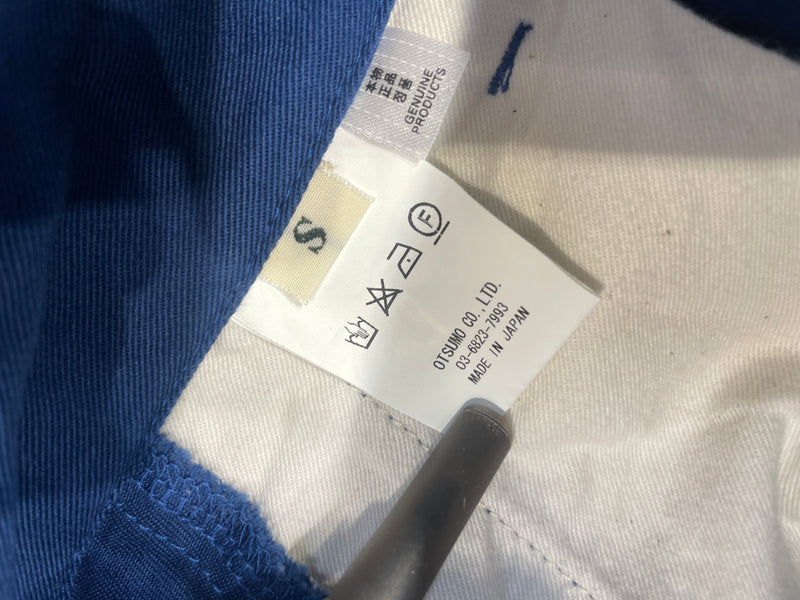 本物
正品
정품
GENUINE
PRODUCTS
S
F
OTSUMO CO., LTD.
03-6823-7993
MADE IN JAPAN